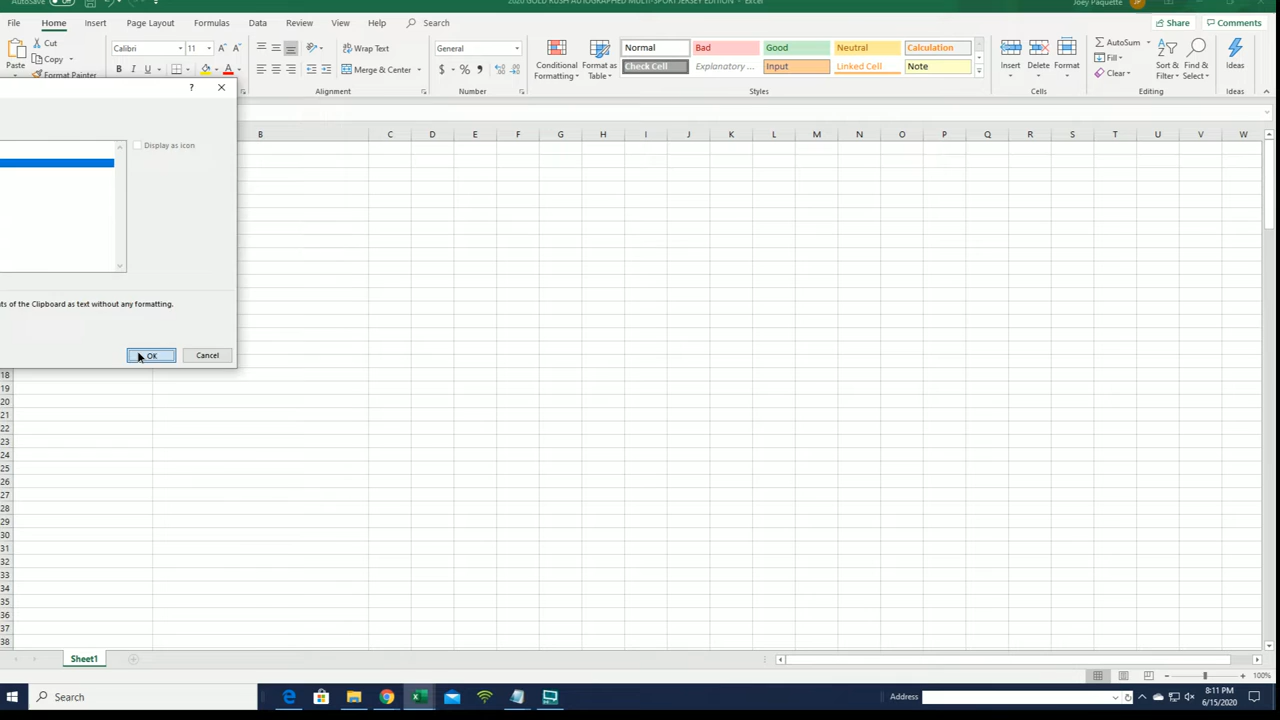 AutoSave
2020 GOLD RUSH AUTOGRAPHED MULTI-SPORT JERSEY EDITION - Excel
Joey Paquette JP
File Home Insert Page Layout Formulas Data Review View Help Search Share Comments
Paste Cut Copy Format Painter
Calibri 11 A A
B I U A
Wrap Text
Merge & Center
General
$ % ,
Conditional Formatting
Format as Table
Normal Bad Good Neutral Calculation
Check Cell Explanatory ... Input Linked Cell Note
Insert Delete Format
AutoSum
Fill
Clear
Sort & Filter
Find & Select
Ideas
Alignment Number Styles Cells Editing Ideas
B C D E F G H I J K L M N O P Q R S T U V W
? ×
Display as icon
ts of the Clipboard as text without any formatting.
OK Cancel
18
19
20
21
22
23
24
25
26
27
28
29
30
31
32
33
34
35
36
37
38
Sheet1
100%
Search
Address
8:11 PM
6/15/2020